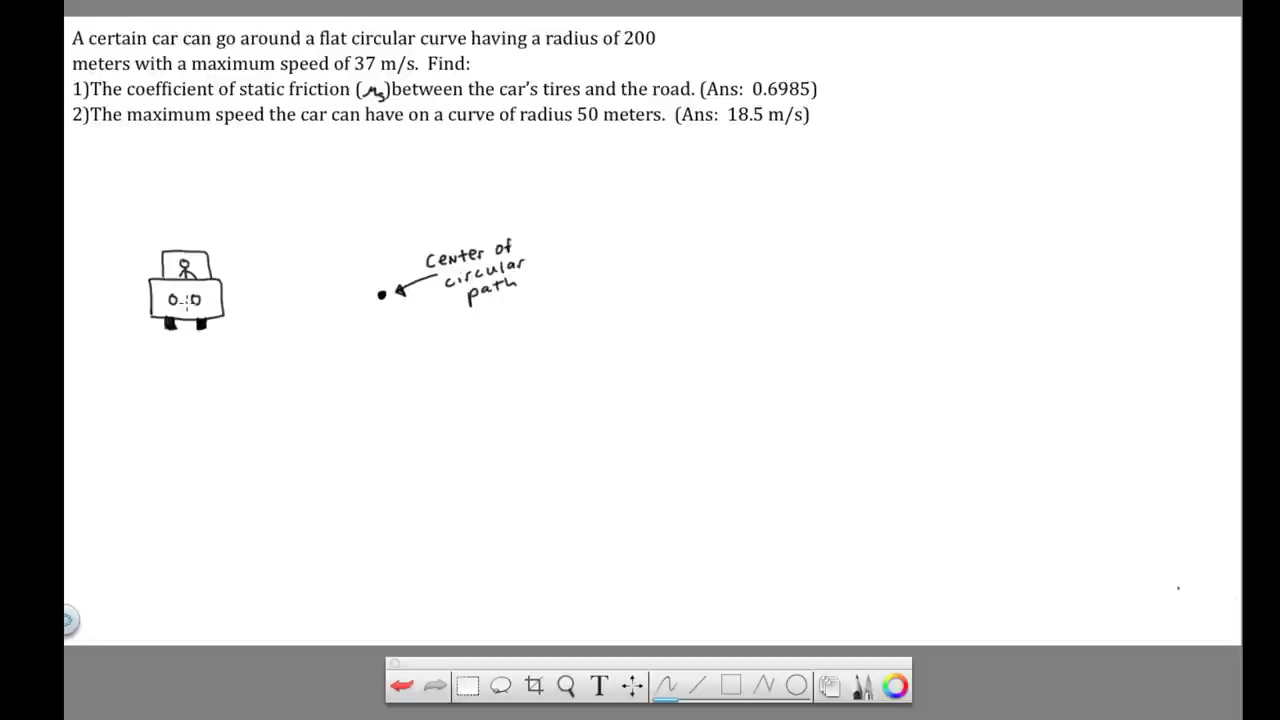 A certain car can go around a flat circular curve having a radius of 200
meters with a maximum speed of 37 m/s.  Find:
1)The coefficient of static friction (μs)between the car's tires and the road. (Ans:  0.6985)
2)The maximum speed the car can have on a curve of radius 50 meters.  (Ans:  18.5 m/s)
center of
circular
path
T